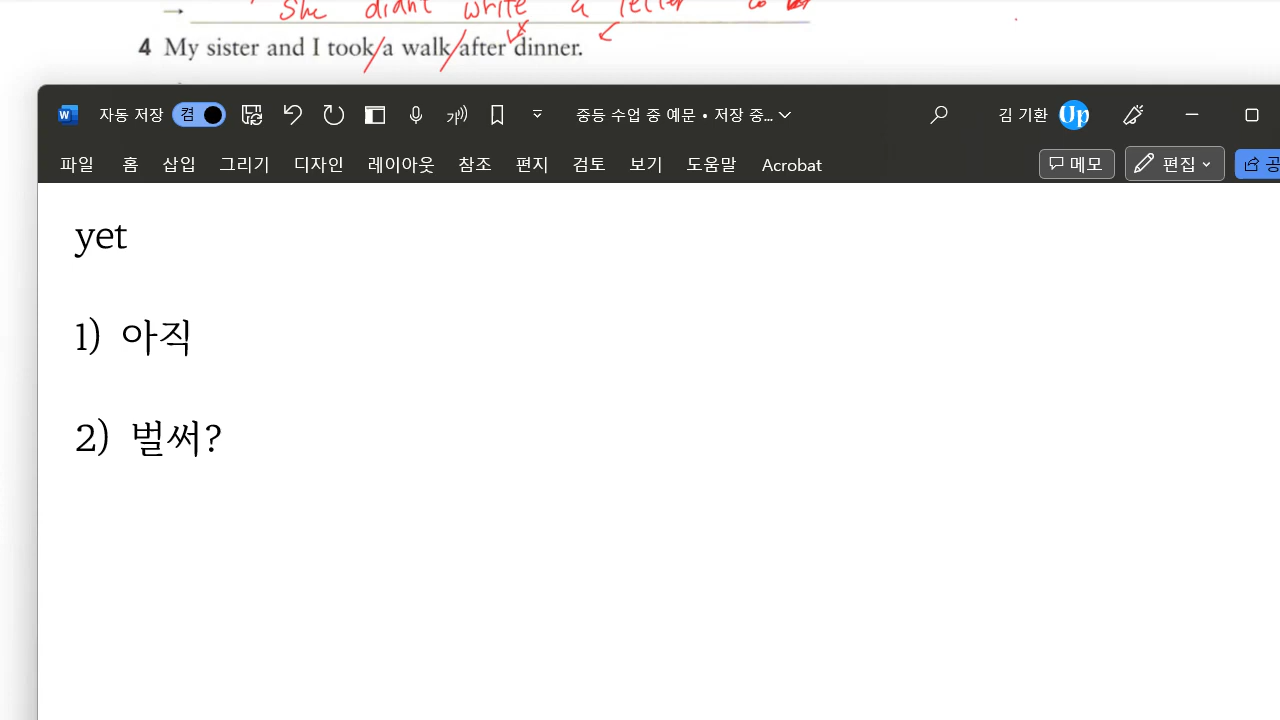 → She didn't write a letter to
4 My sister and I took/a walk/after dinner.
자동 저장 켬 가 중등 수업 중 예문 • 저장 중... 김 기환 Up
파일 홈 삽입 그리기 디자인 레이아웃 참조 편지 검토 보기 도움말 Acrobat 메모 편집 공
yet
1) 아직
2) 벌써?